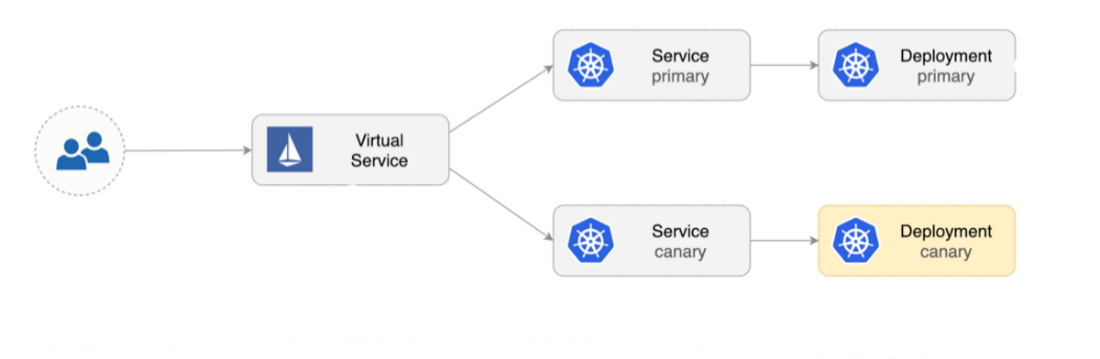 Virtual
Service
Service
primary
Deployment
primary
Service
canary
Deployment
canary